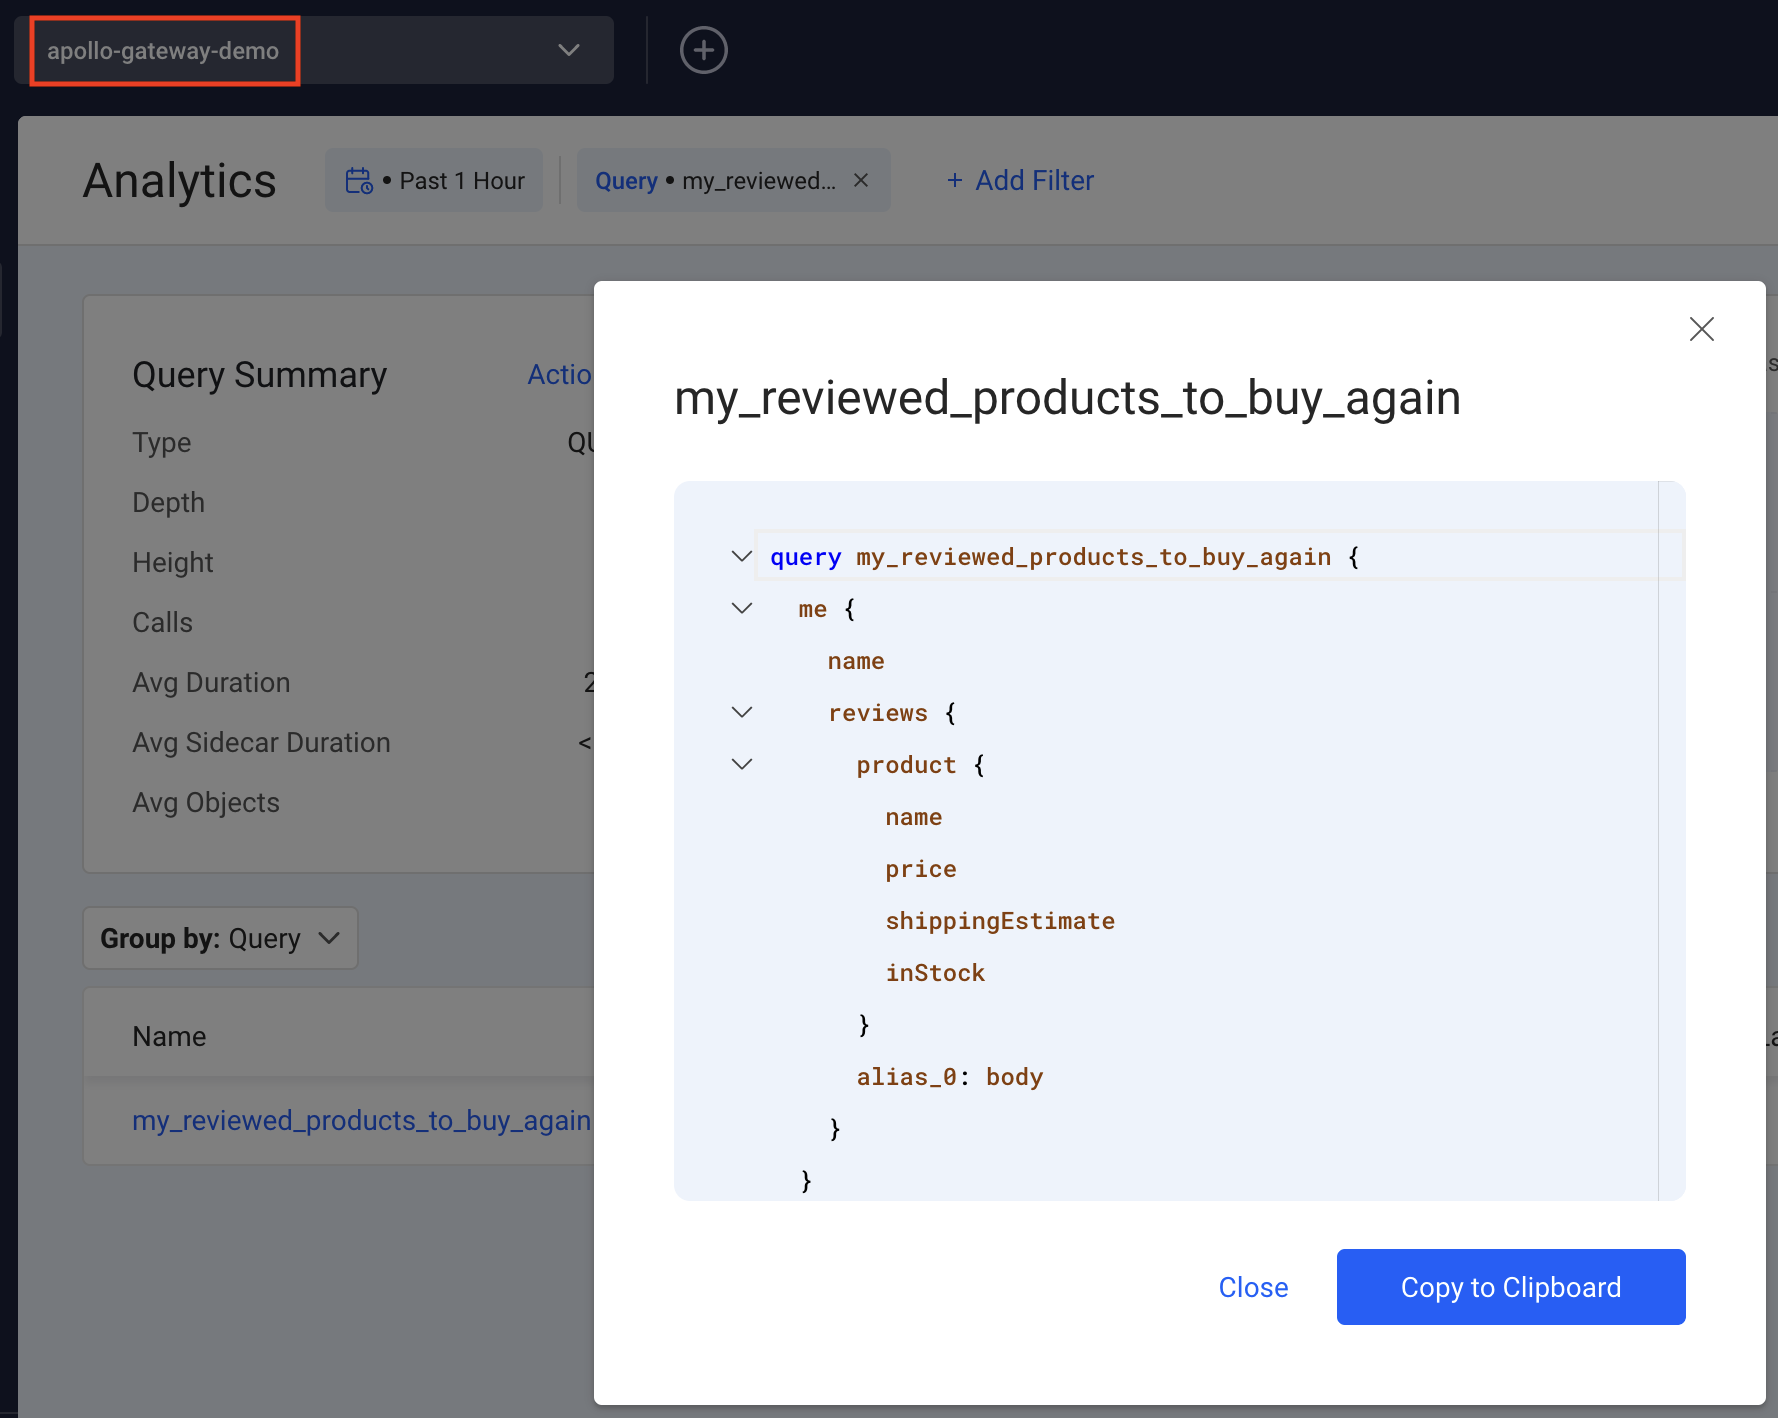 apollo-gateway-demo
Analytics
• Past 1 Hour
Query • my_reviewed...
+ Add Filter
Query Summary
Actio
Type
QU
Depth
Height
Calls
Avg Duration
2
Avg Sidecar Duration
<
Avg Objects
Group by: Query
Name
my_reviewed_products_to_buy_again
my_reviewed_products_to_buy_again
query my_reviewed_products_to_buy_again {
me {
name
reviews {
product {
name
price
shippingEstimate
inStock
}
alias_0: body
}
}
Close
Copy to Clipboard